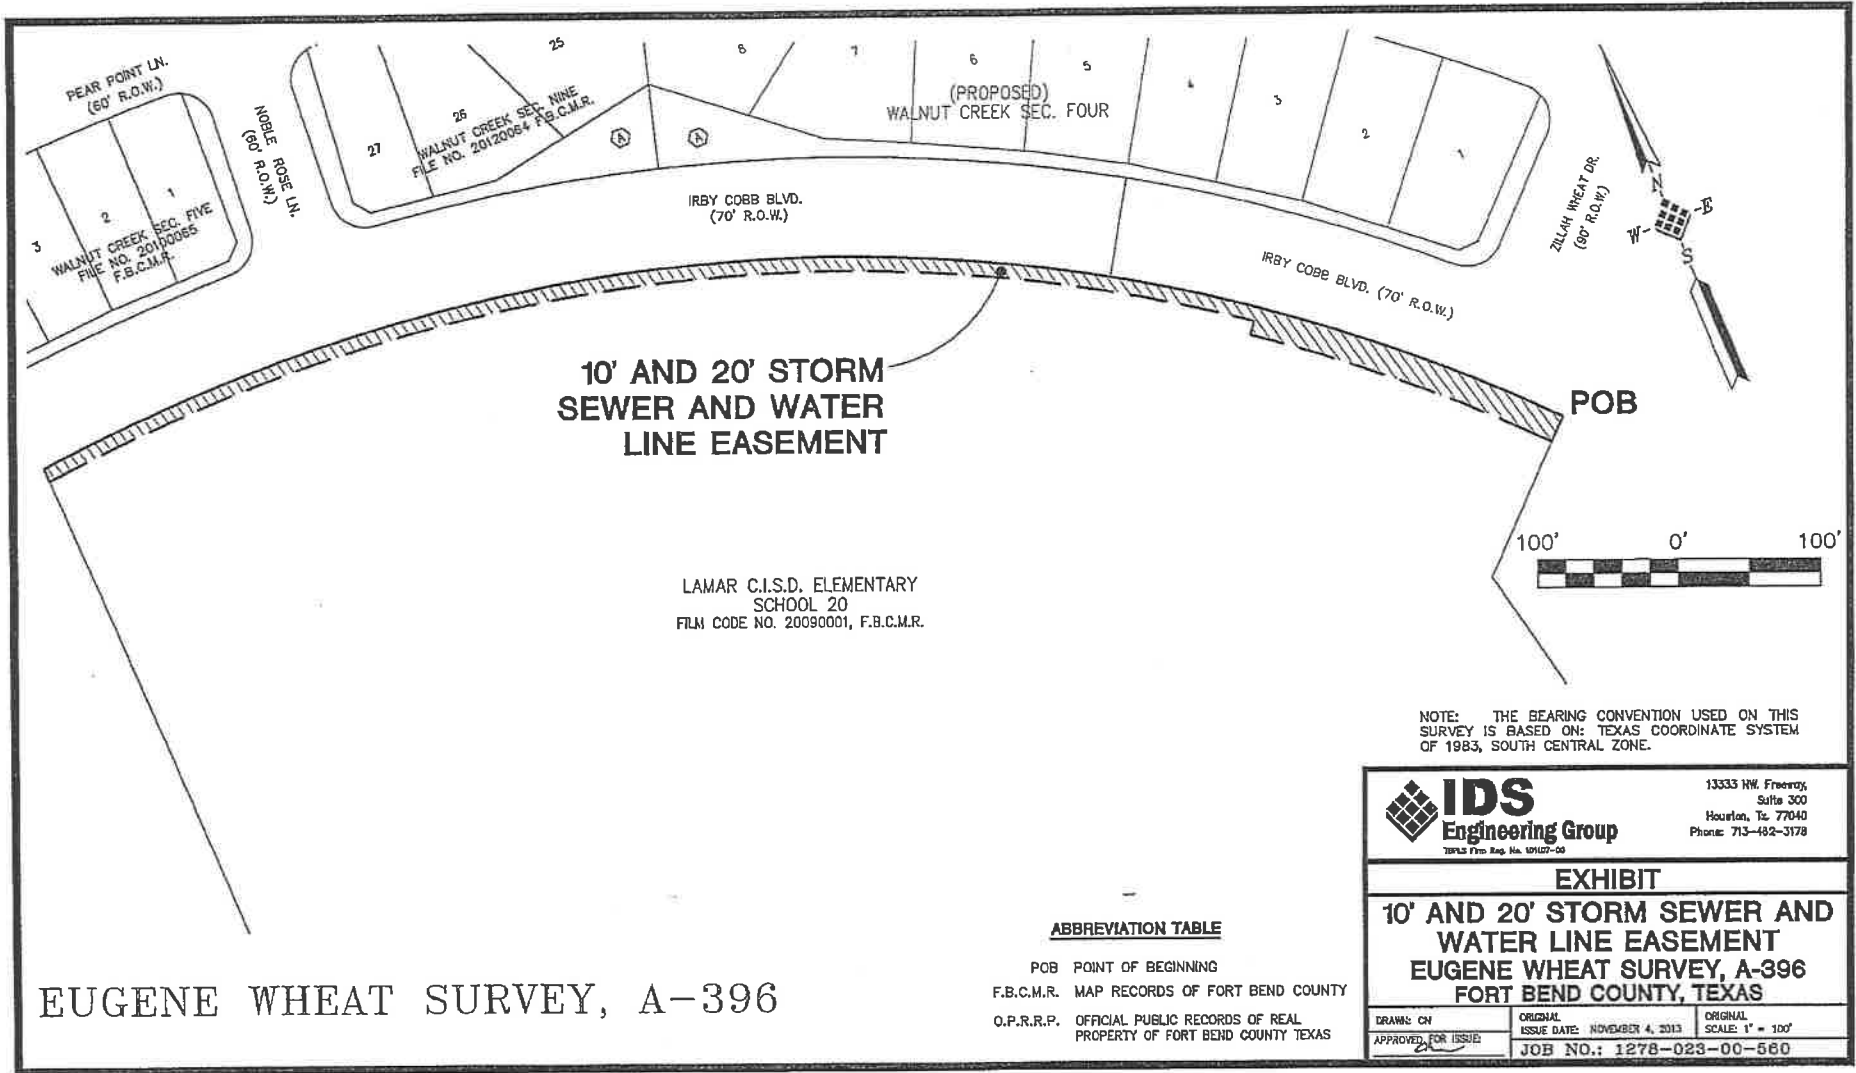 PEAR POINT LN.
(60' R.O.W.)
NOBLE ROSE LN.
(60' R.O.W.)
3
2
1
WALNUT CREEK SEC. FIVE
FILE NO. 20100065
F.B.C.M.R.
27
26
25
WALNUT CREEK SEC. NINE
FILE NO. 20120064 F.B.C.M.R.
A
A
8
7
6
5
4
3
2
1
(PROPOSED)
WALNUT CREEK SEC. FOUR
IRBY COBB BLVD.
(70' R.O.W.)
IRBY COBB BLVD. (70' R.O.W.)
ZILLAH WHEAT DR.
(90' R.O.W.)
N
E
W
S
10' AND 20' STORM
SEWER AND WATER
LINE EASEMENT
POB
100' 0' 100'
LAMAR C.I.S.D. ELEMENTARY
SCHOOL 20
FILM CODE NO. 20090001, F.B.C.M.R.
NOTE: THE BEARING CONVENTION USED ON THIS
SURVEY IS BASED ON: TEXAS COORDINATE SYSTEM
OF 1983, SOUTH CENTRAL ZONE.
IDS
Engineering Group
13333 NW. Freeway,
Suite 300
Houston, Tx. 77040
Phone: 713-462-3178
EXHIBIT
10' AND 20' STORM SEWER AND
WATER LINE EASEMENT
EUGENE WHEAT SURVEY, A-396
FORT BEND COUNTY, TEXAS
DRAWN: CN
APPROVED FOR ISSUE:
ORIGINAL
ISSUE DATE: NOVEMBER 4, 2013
ORIGINAL
SCALE: 1" = 100'
JOB NO.: 1278-023-00-560
ABBREVIATION TABLE
POB POINT OF BEGINNING
F.B.C.M.R. MAP RECORDS OF FORT BEND COUNTY
O.P.R.R.P. OFFICIAL PUBLIC RECORDS OF REAL
PROPERTY OF FORT BEND COUNTY TEXAS
EUGENE WHEAT SURVEY, A-396